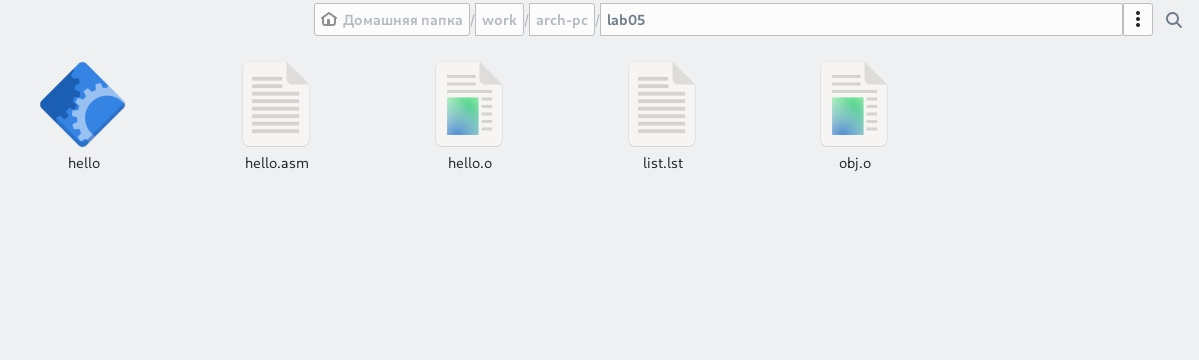 Домашняя папка / work / arch-pc / lab05
hello hello.asm hello.o list.lst obj.o